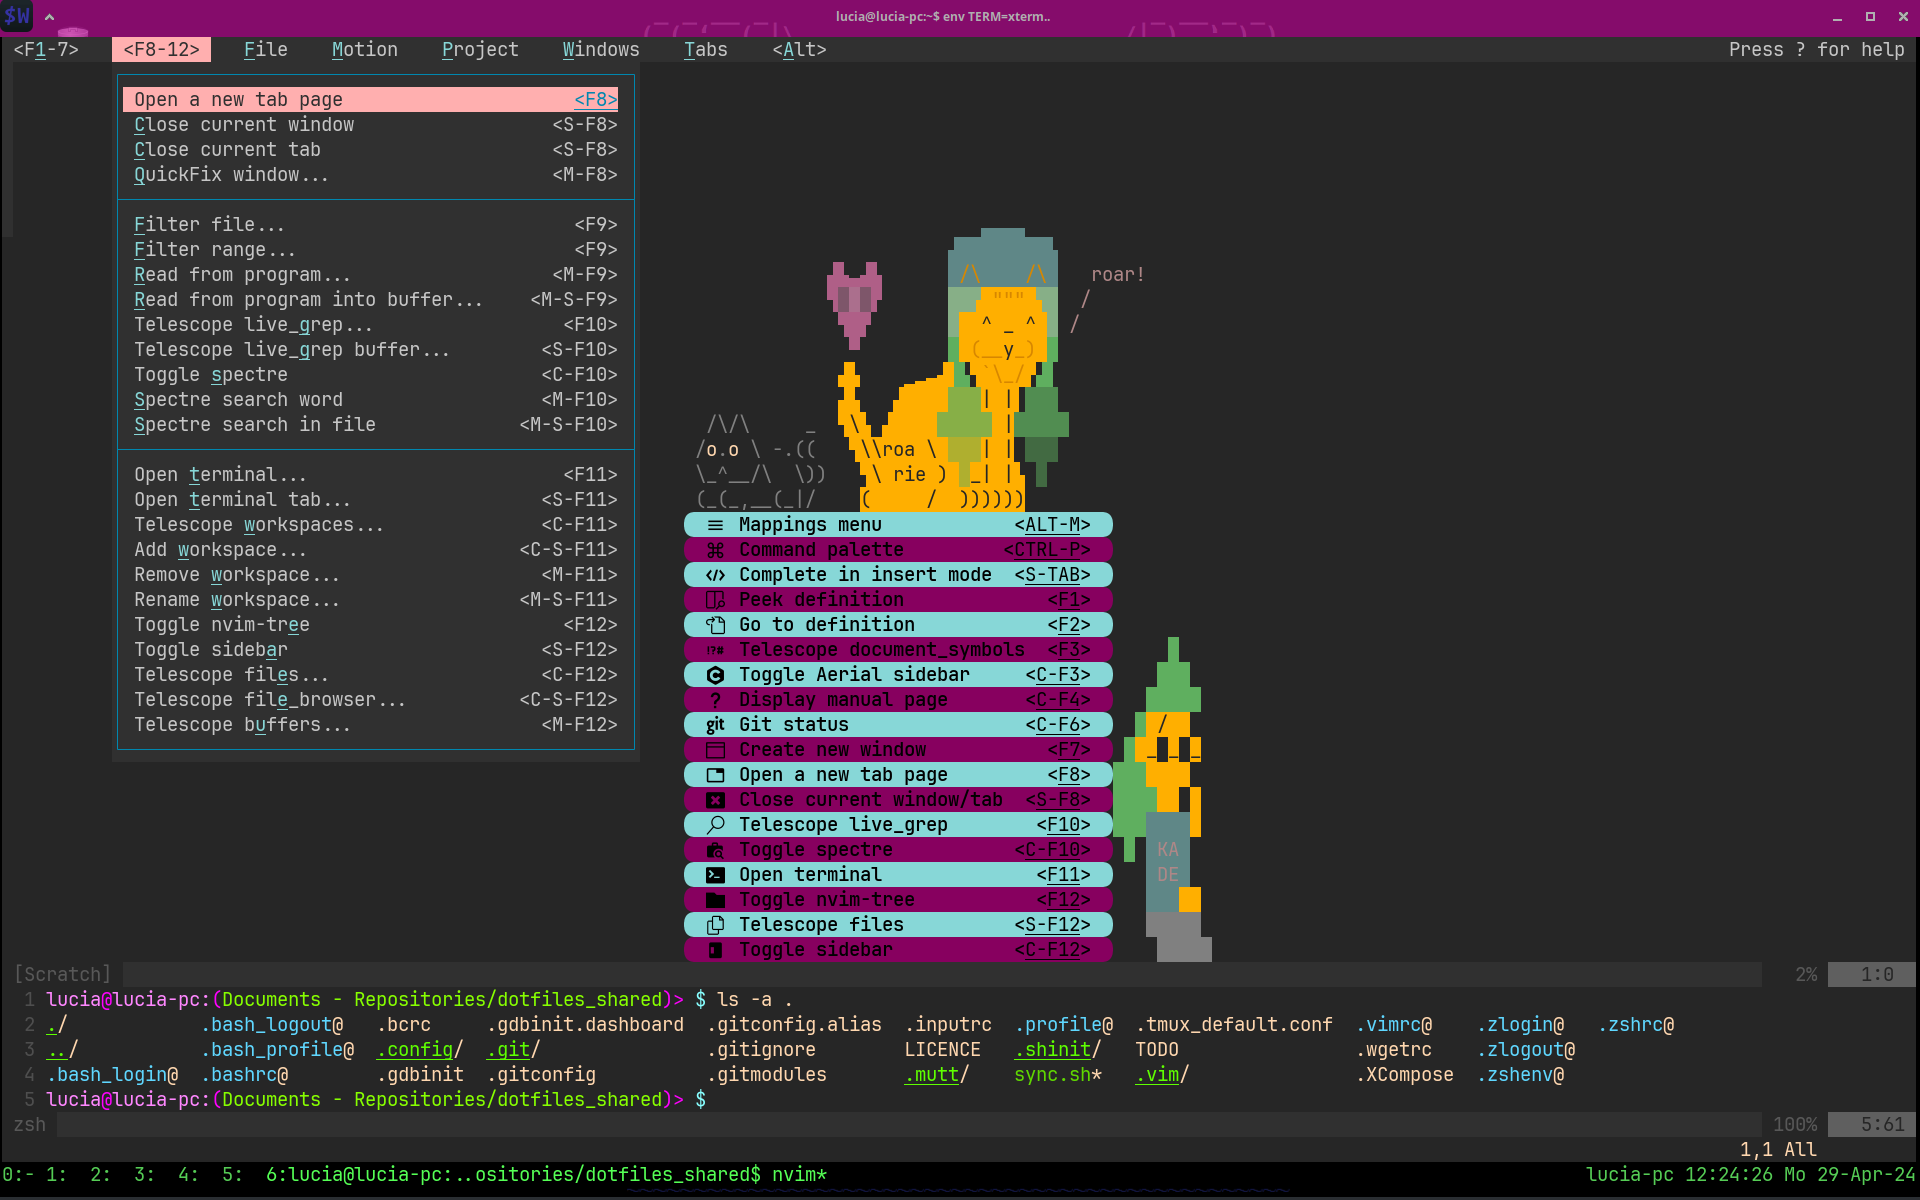 $W lucia@lucia-pc:~$ env TERM=xterm..
<F1-7> <F8-12> File Motion Project Windows Tabs <Alt> Press ? for help
Open a new tab page <F8>
Close current window <S-F8>
Close current tab <S-F8>
QuickFix window... <M-F8>
Filter file... <F9>
Filter range... <F9>
Read from program... <M-F9>
Read from program into buffer... <M-S-F9>
Telescope live_grep... <F10>
Telescope live_grep buffer... <S-F10>
Toggle spectre <C-F10>
Spectre search word <M-F10>
Spectre search in file <M-S-F10>
Open terminal... <F11>
Open terminal tab... <S-F11>
Telescope workspaces... <C-F11>
Add workspace... <C-S-F11>
Remove workspace... <M-F11>
Rename workspace... <M-S-F11>
Toggle nvim-tree <F12>
Toggle sidebar <S-F12>
Telescope files... <C-F12>
Telescope file_browser... <C-S-F12>
Telescope buffers... <M-F12>
roar!
roa
rie
Mappings menu <ALT-M>
Command palette <CTRL-P>
Complete in insert mode <S-TAB>
Peek definition <F1>
Go to definition <F2>
Telescope document_symbols <F3>
Toggle Aerial sidebar <C-F3>
Display manual page <C-F4>
git Git status <C-F6>
Create new window <F7>
Open a new tab page <F8>
Close current window/tab <S-F8>
Telescope live_grep <F10>
Toggle spectre <C-F10>
Open terminal <F11>
Toggle nvim-tree <F12>
Telescope files <S-F12>
Toggle sidebar <C-F12>
KA
DE
[Scratch] 2% 1:0
1 lucia@lucia-pc:(Documents - Repositories/dotfiles_shared)> $ ls -a .
2 ./ .bash_logout@ .bcrc .gdbinit.dashboard .gitconfig.alias .inputrc .profile@ .tmux_default.conf .vimrc@ .zlogin@ .zshrc@
3 ../ .bash_profile@ .config/ .git/ .gitignore LICENCE .shinit/ TODO .wgetrc .zlogout@
4 .bash_login@ .bashrc@ .gdbinit .gitconfig .gitmodules .mutt/ sync.sh* .vim/ .XCompose .zshenv@
5 lucia@lucia-pc:(Documents - Repositories/dotfiles_shared)> $
zsh 100% 5:61
1,1 All
0:- 1: 2: 3: 4: 5: 6:lucia@lucia-pc:..ositories/dotfiles_shared$ nvim* lucia-pc 12:24:26 Mo 29-Apr-24